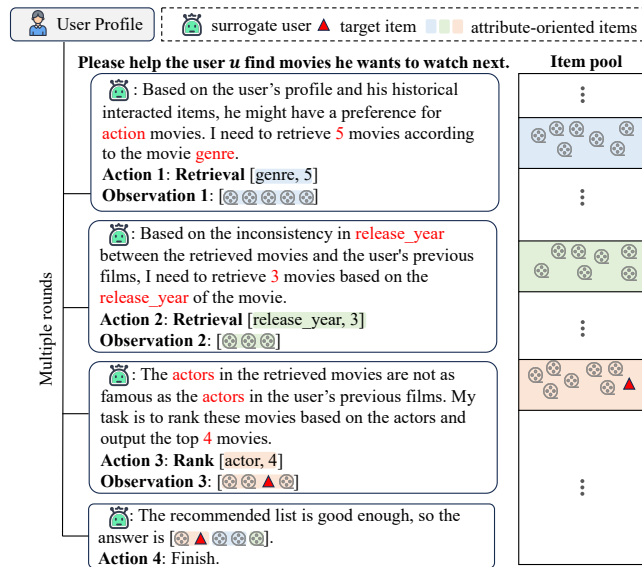 User Profile
surrogate user target item attribute-oriented items
Please help the user u find movies he wants to watch next.
Item pool
Multiple rounds
: Based on the user's profile and his historical
interacted items, he might have a preference for
action movies. I need to retrieve 5 movies according
to the movie genre.
Action 1: Retrieval [genre, 5]
Observation 1: [ ]
: Based on the inconsistency in release_year
between the retrieved movies and the user's previous
films, I need to retrieve 3 movies based on the
release_year of the movie.
Action 2: Retrieval [release_year, 3]
Observation 2: [ ]
: The actors in the retrieved movies are not as
famous as the actors in the user's previous films. My
task is to rank these movies based on the actors and
output the top 4 movies.
Action 3: Rank [actor, 4]
Observation 3: [ ]
: The recommended list is good enough, so the
answer is [ ].
Action 4: Finish.